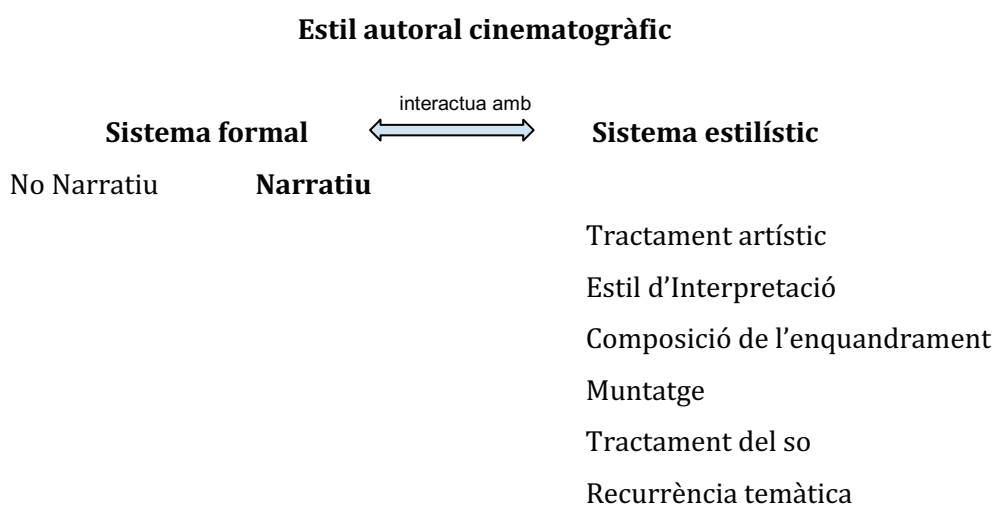 Estil autoral cinematogràfic
interactua amb
Sistema formal Sistema estilístic
No Narratiu Narratiu
Tractament artístic
Estil d’Interpretació
Composició de l’enquandrament
Muntatge
Tractament del so
Recurrència temàtica